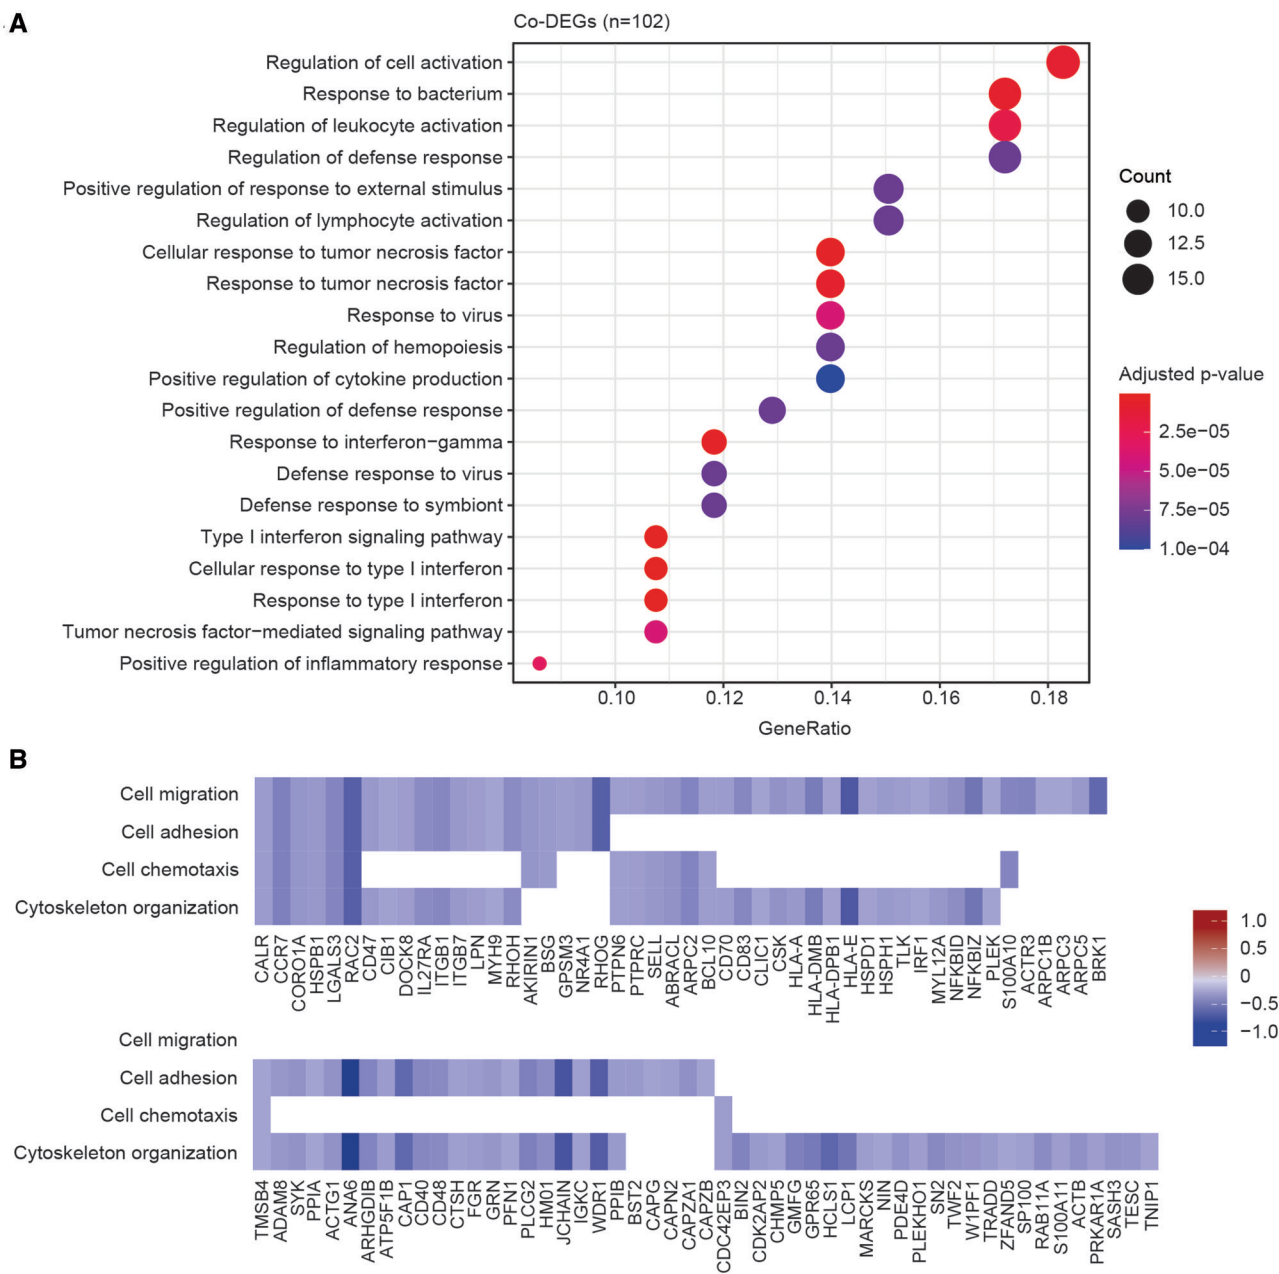 A
Co-DEGs (n=102)
Regulation of cell activation
Response to bacterium
Regulation of leukocyte activation
Regulation of defense response
Positive regulation of response to external stimulus
Regulation of lymphocyte activation
Cellular response to tumor necrosis factor
Response to tumor necrosis factor
Response to virus
Regulation of hemopoiesis
Positive regulation of cytokine production
Positive regulation of defense response
Response to interferon−gamma
Defense response to virus
Defense response to symbiont
Type I interferon signaling pathway
Cellular response to type I interferon
Response to type I interferon
Tumor necrosis factor−mediated signaling pathway
Positive regulation of inflammatory response
0.10 0.12 0.14 0.16 0.18
GeneRatio
Count
10.0
12.5
15.0
Adjusted p-value
2.5e−05
5.0e−05
7.5e−05
1.0e−04
B
Cell migration
Cell adhesion
Cell chemotaxis
Cytoskeleton organization
CALR
CCR7
CORO1A
HSPB1
LGALS3
RAC2
CD47
CIB1
DOCK8
IL27RA
ITGB1
ITGB7
LPN
MYH9
RHOH
AKIRIN1
BSG
GPSM3
NR4A1
RHOG
PTPN6
PTPRC
SELL
ABRACL
ARPC2
BCL10
CD70
CD83
CLIC1
CSK
HLA-A
HLA-DMB
HLA-DPB1
HLA-E
HSPD1
HSPH1
TLK
IRF1
MYL12A
NFKBID
NFKBIZ
PLEK
S100A10
ACTR3
ARPC1B
ARPC3
ARPC5
BRK1
1.0
0.5
0
−0.5
−1.0
Cell migration
Cell adhesion
Cell chemotaxis
Cytoskeleton organization
TMSB4
ADAM8
SYK
PPIA
ACTG1
ANA6
ARHGDIB
ATP5F1B
CAP1
CD40
CD48
CTSH
FGR
GRN
PFN1
PLCG2
HM01
JCHAIN
IGKC
WDR1
PPIB
BST2
CAPG
CAPN2
CAPZA1
CAPZB
CDC42EP3
BIN2
CDK2AP2
CHMP5
GMFG
GPR65
HCLS1
LCP1
MARCKS
NIN
PDE4D
PLEKHO1
SN2
TWF2
W1PF1
TRADD
ZFAND5
SP100
RAB11A
S100A11
ACTB
PRKAR1A
SASH3
TESC
TNIP1